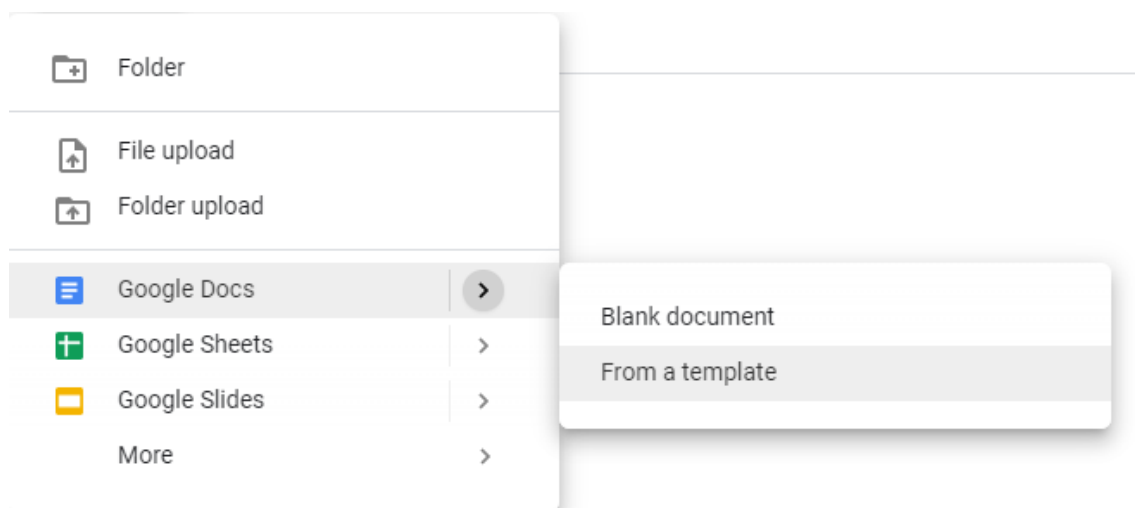 Folder
File upload
Folder upload
Google Docs
Blank document
From a template
Google Sheets
Google Slides
More